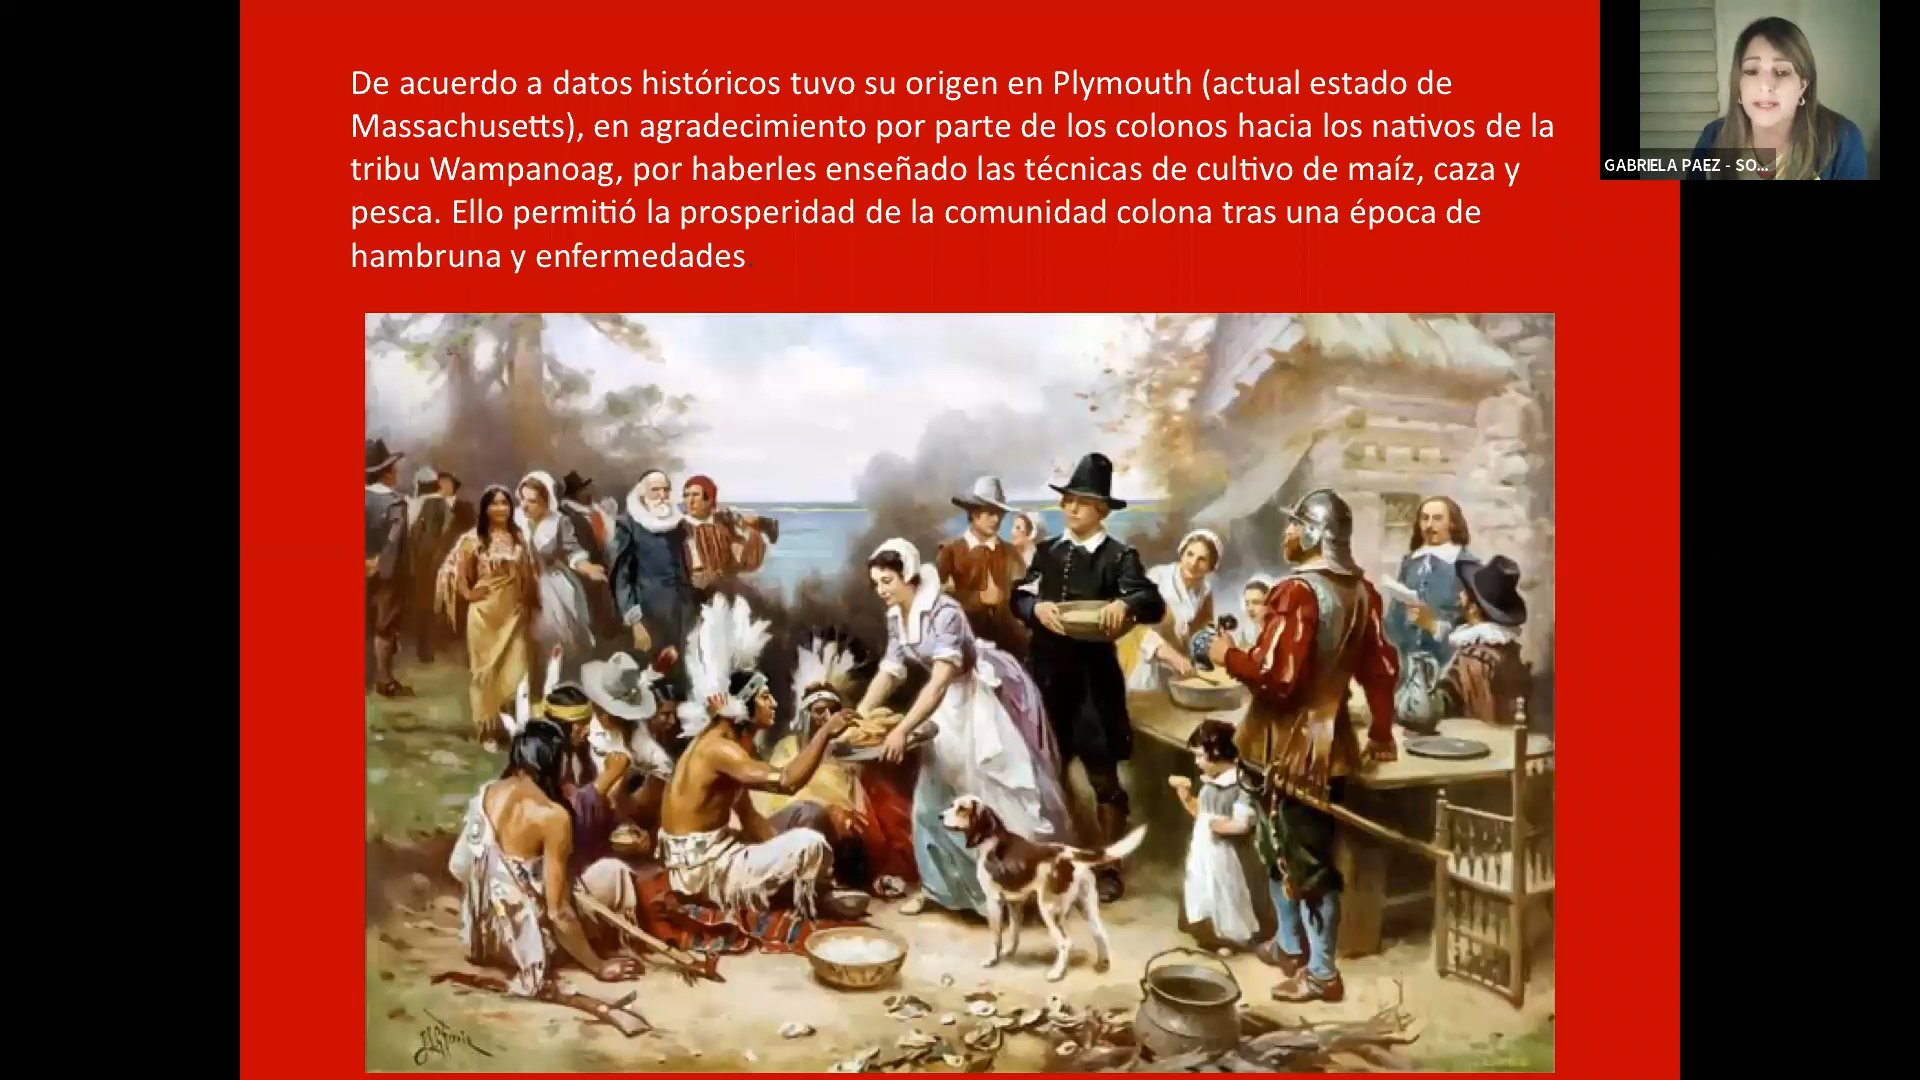 De acuerdo a datos históricos tuvo su origen en Plymouth (actual estado de
Massachusetts), en agradecimiento por parte de los colonos hacia los nativos de la
tribu Wampanoag, por haberles enseñado las técnicas de cultivo de maíz, caza y
pesca. Ello permitió la prosperidad de la comunidad colona tras una época de
hambruna y enfermedades.
GABRIELA PAEZ - SO...